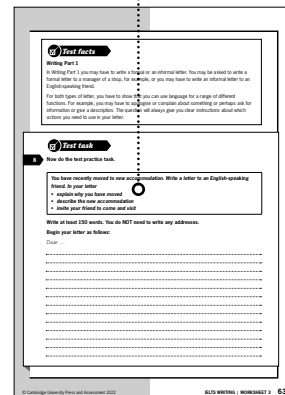 Test facts
Writing Part 1
In Writing Part 1 you may have to write a formal or an informal letter. You may be asked to write a
formal letter to a manager of a shop, for example, or you may have to write an informal letter to an
English-speaking friend.
For both types of letter, you have to show that you can use language for a range of different
functions. For example, you may have to apologise or complain about something or perhaps ask for
information or give a description. The question will always give you clear instructions about which
actions you need to use in your letter.
Test task
8 Now do the test practice task.
You have recently moved to new accommodation. Write a letter to an English-speaking
friend. In your letter
• explain why you have moved
• describe the new accommodation
• invite your friend to come and visit
Write at least 150 words. You do NOT need to write any addresses.
Begin your letter as follows:
Dear ...
© Cambridge University Press and Assessment 2022
IELTS WRITING | WORKSHEET 3 63